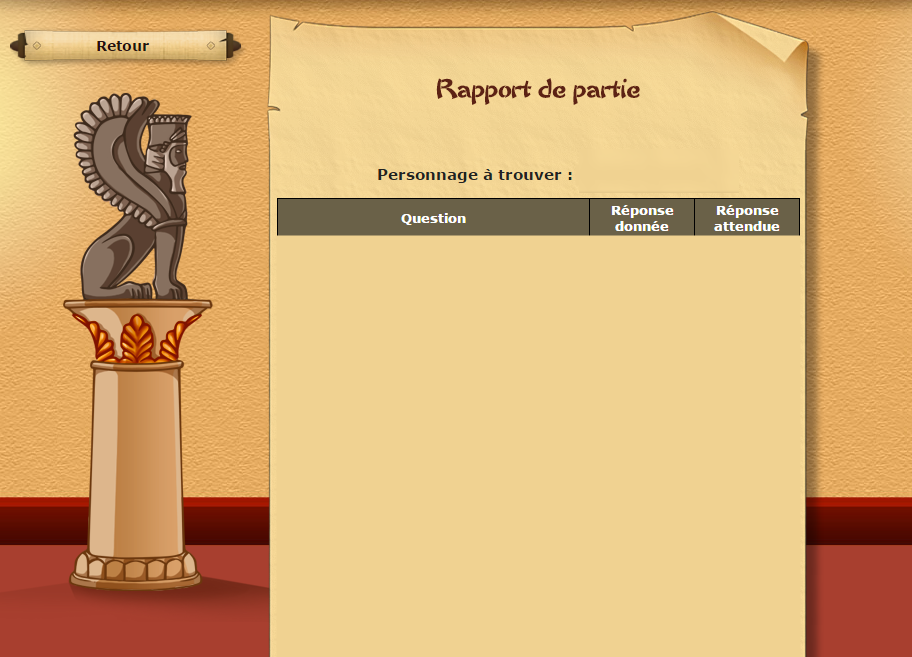 Retour
Rapport de partie
Personnage à trouver :
Question
Réponse
donnée
Réponse
attendue